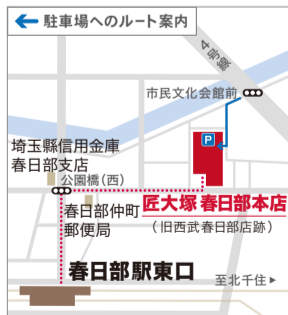 ← 駐車場へのルート案内
4号線
市民文化会館前
P
埼玉縣信用金庫
春日部支店
公園橋(西)
春日部仲町
郵便局
匠大塚 春日部本店
(旧西武春日部店跡)
春日部駅東口
至北千住▶